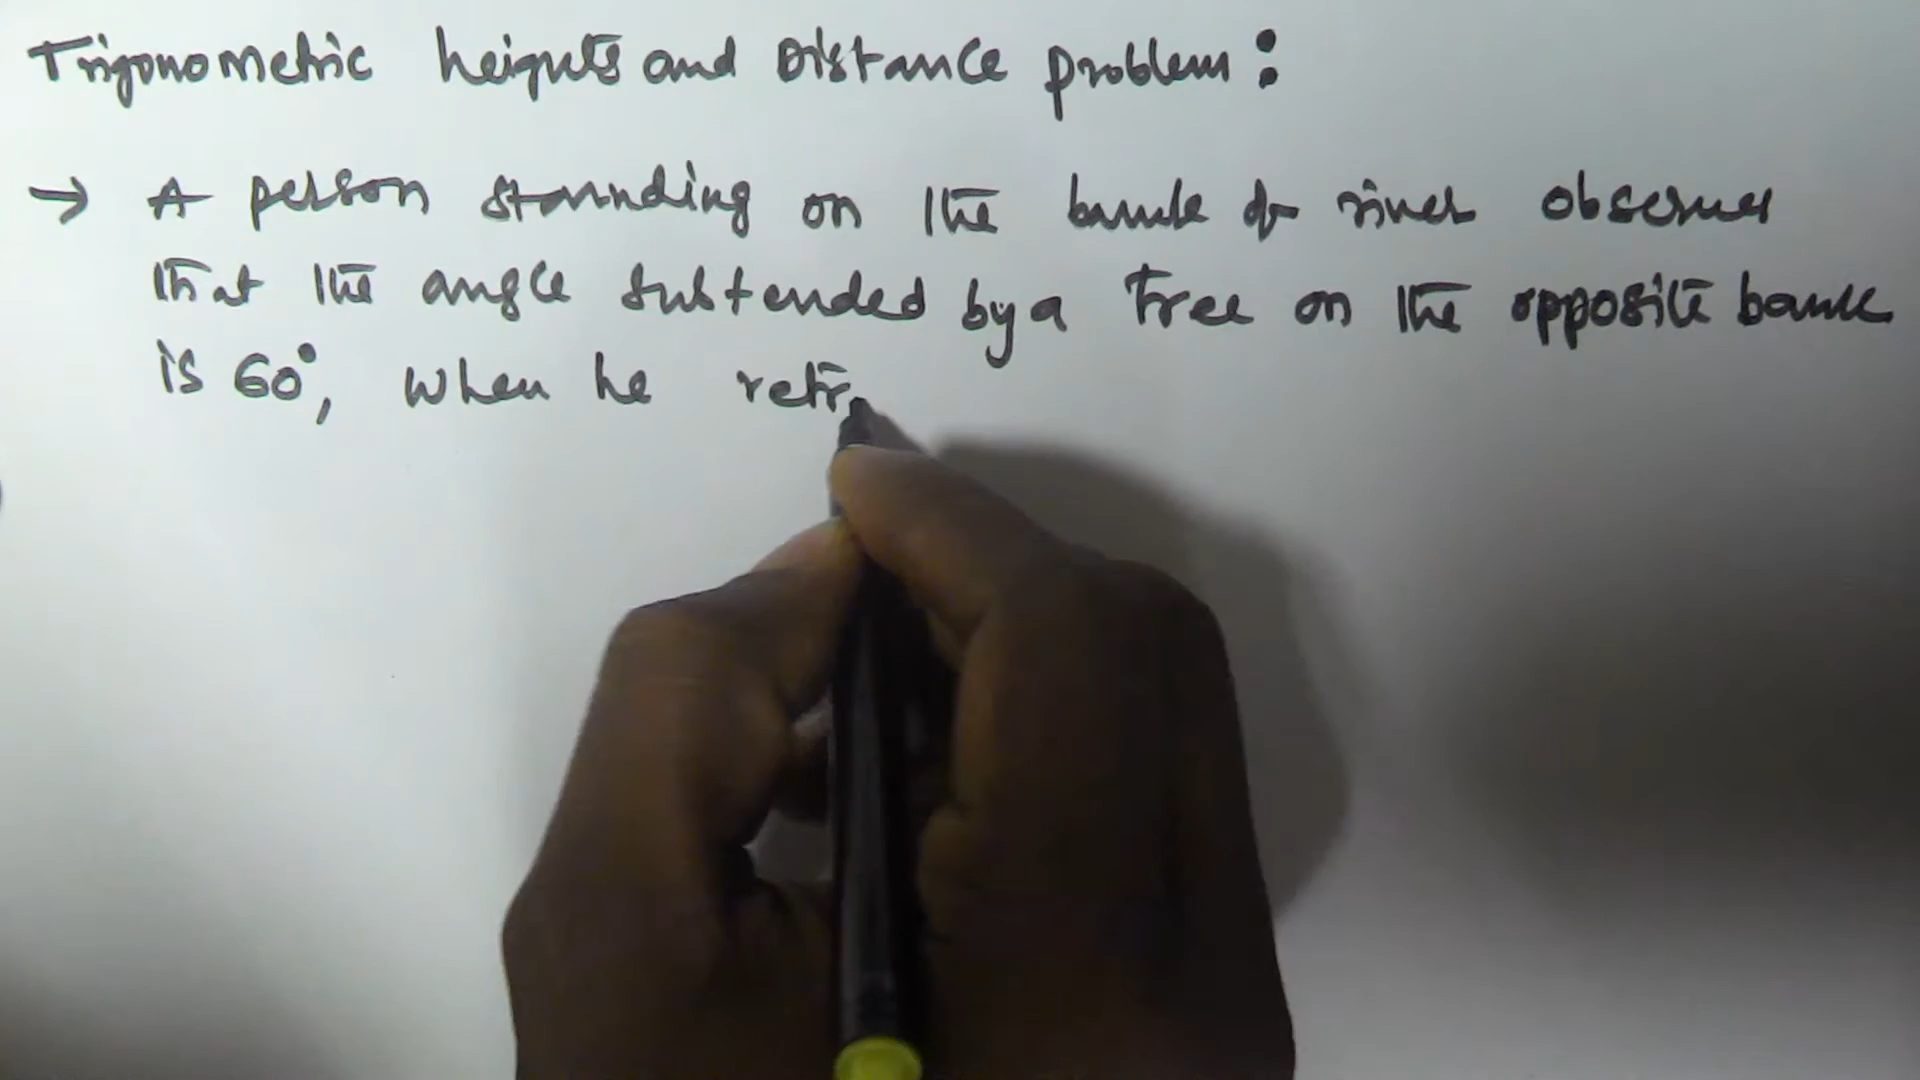 Trigonometric heights and Distance problem:
→ A person standing on the bank of river observes
that the angle subtended by a tree on the opposite bank
is 60°, when he retr